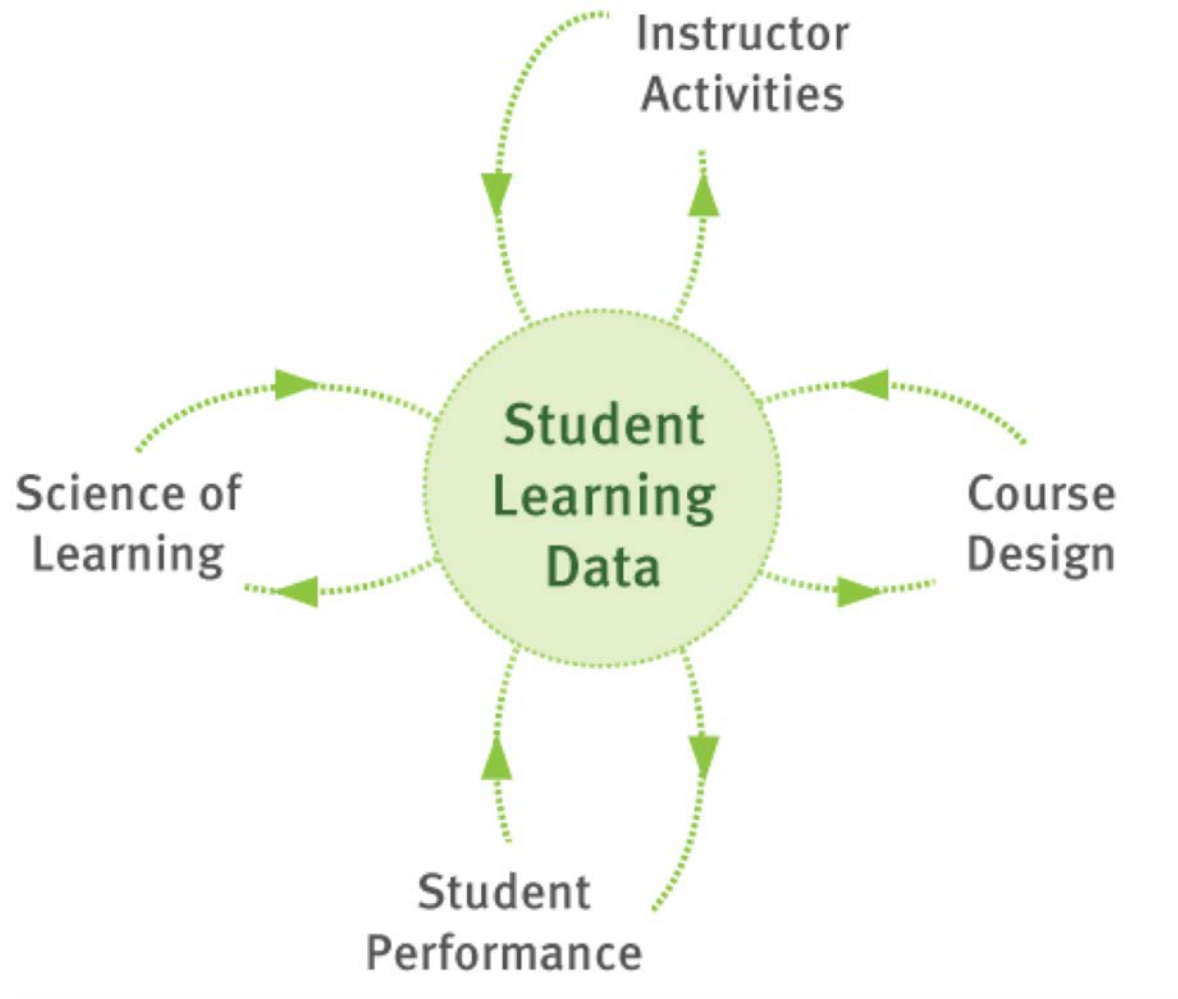 Instructor
Activities
Student
Learning
Data
Science of
Learning
Course
Design
Student
Performance